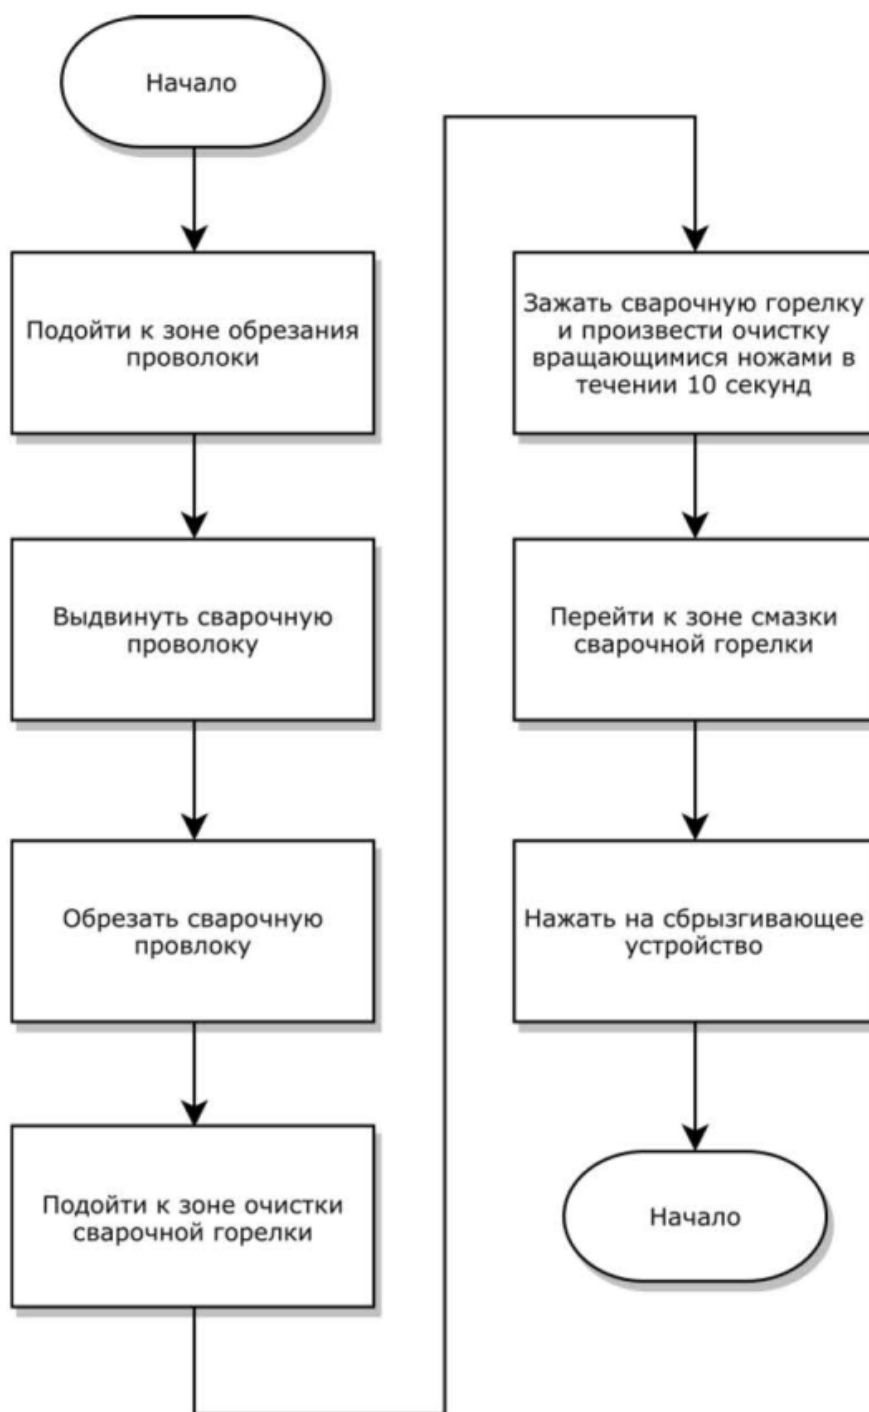 Начало
Подойти к зоне обрезания
проволоки
Выдвинуть сварочную
проволоку
Обрезать сварочную
провлоку
Подойти к зоне очистки
сварочной горелки
Зажать сварочную горелку
и произвести очистку
вращающимися ножами в
течении 10 секунд
Перейти к зоне смазки
сварочной горелки
Нажать на сбрызгивающее
устройство
Начало